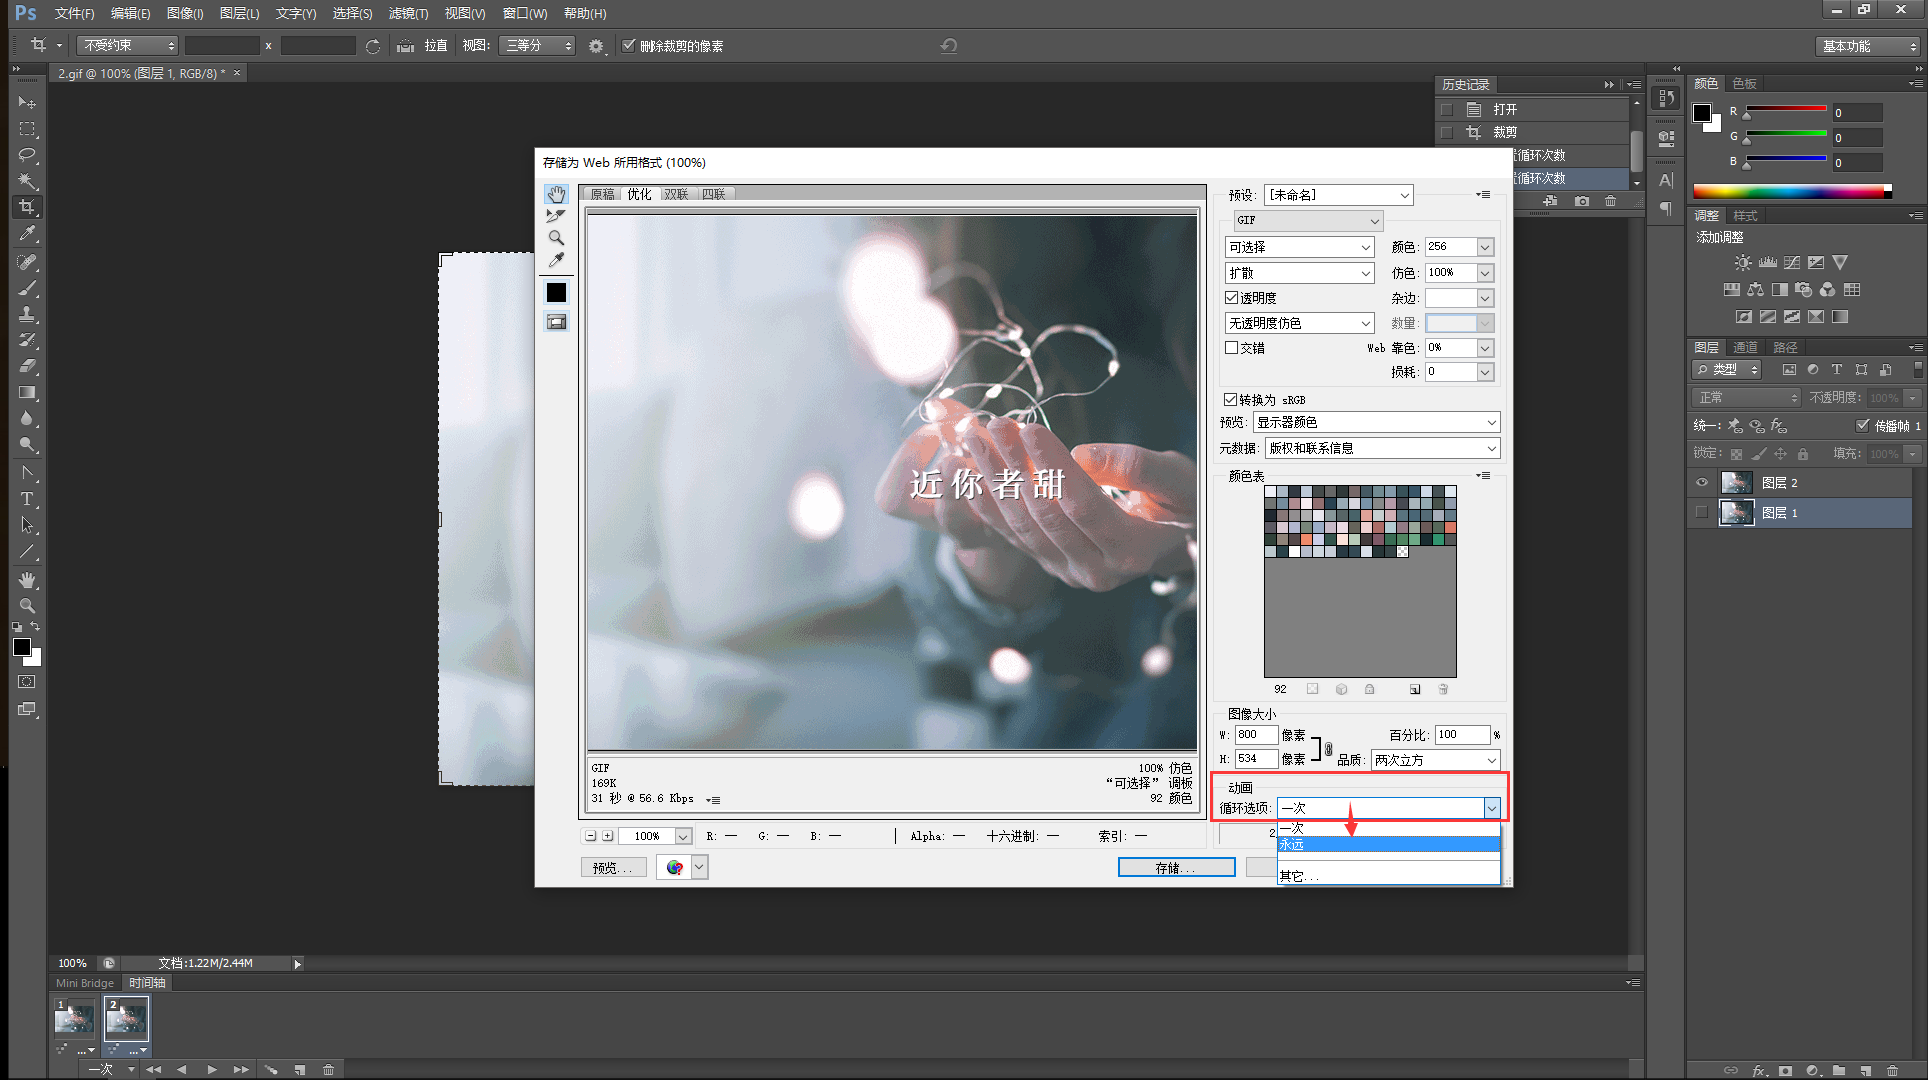 Ps 文件(F) 编辑(E) 图像(I) 图层(L) 文字(Y) 选择(S) 滤镜(T) 视图(V) 窗口(W) 帮助(H)
不受约束 x 拉直 视图: 三等分 删除裁剪的像素 基本功能
2.gif @ 100% (图层 1, RGB/8) * ×
历史记录
打开
裁剪
置循环次数
置循环次数
颜色 色板
R 0
G 0
B 0
调整 样式
添加调整
图层 通道 路径
类型
正常 不透明度: 100%
统一: 传播帧 1
锁定: 填充: 100%
图层 2
图层 1
存储为 Web 所用格式 (100%)
原稿 优化 双联 四联
近你者甜
GIF
169K
31 秒 @ 56.6 Kbps
100% 仿色
“可选择” 调板
92 颜色
100% R: — G: — B: — Alpha: — 十六进制: — 索引: —
预览... 存储...
预设: [未命名]
GIF
可选择 颜色: 256
扩散 仿色: 100%
透明度 杂边:
无透明度仿色 数量:
交错 Web 靠色: 0%
损耗: 0
转换为 sRGB
预览: 显示器颜色
元数据: 版权和联系信息
颜色表
92
图像大小
W: 800 像素 百分比: 100 %
H: 534 像素 品质: 两次立方
动画
循环选项: 一次
一次
永远
其它...
2
100% 文档:1.22M/2.44M
Mini Bridge 时间轴
1 2
一次